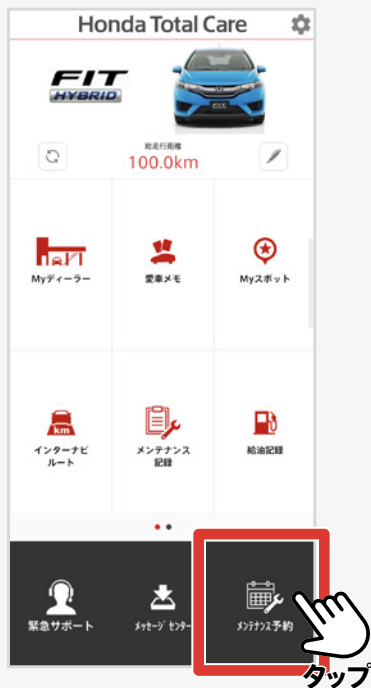 Honda Total Care
FIT
HYBRID
総走行距離
100.0km
Myディーラー
愛車メモ
Myスポット
km
インターナビ
ルート
メンテナンス
記録
給油記録
緊急サポート
メッセージセンター
メンテナンス予約
タップ